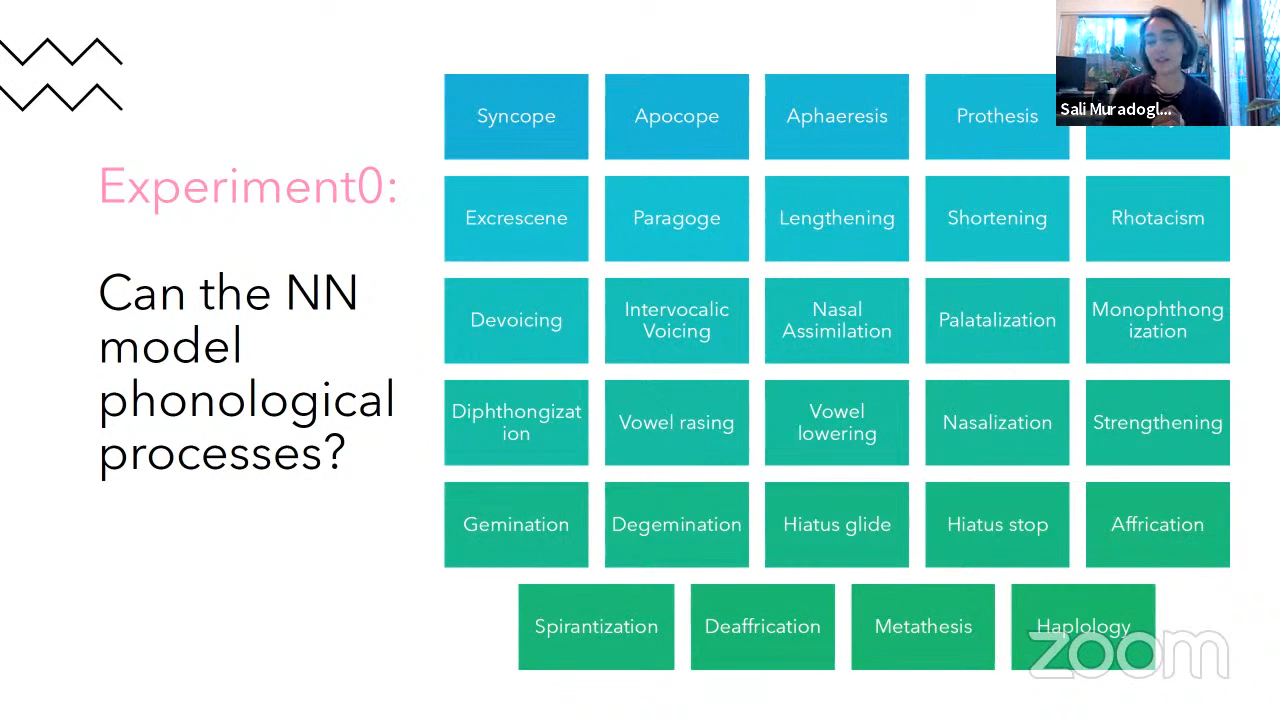 Experiment0:
Can the NN
model
phonological
processes?
Syncope
Apocope
Aphaeresis
Prothesis
Sali Muradogl...
Excrescene
Paragoge
Lengthening
Shortening
Rhotacism
Devoicing
Intervocalic
Voicing
Nasal
Assimilation
Palatalization
Monophthong
ization
Diphthongizat
ion
Vowel rasing
Vowel
lowering
Nasalization
Strengthening
Gemination
Degemination
Hiatus glide
Hiatus stop
Affrication
Spirantization
Deaffrication
Metathesis
Haplology
zoom